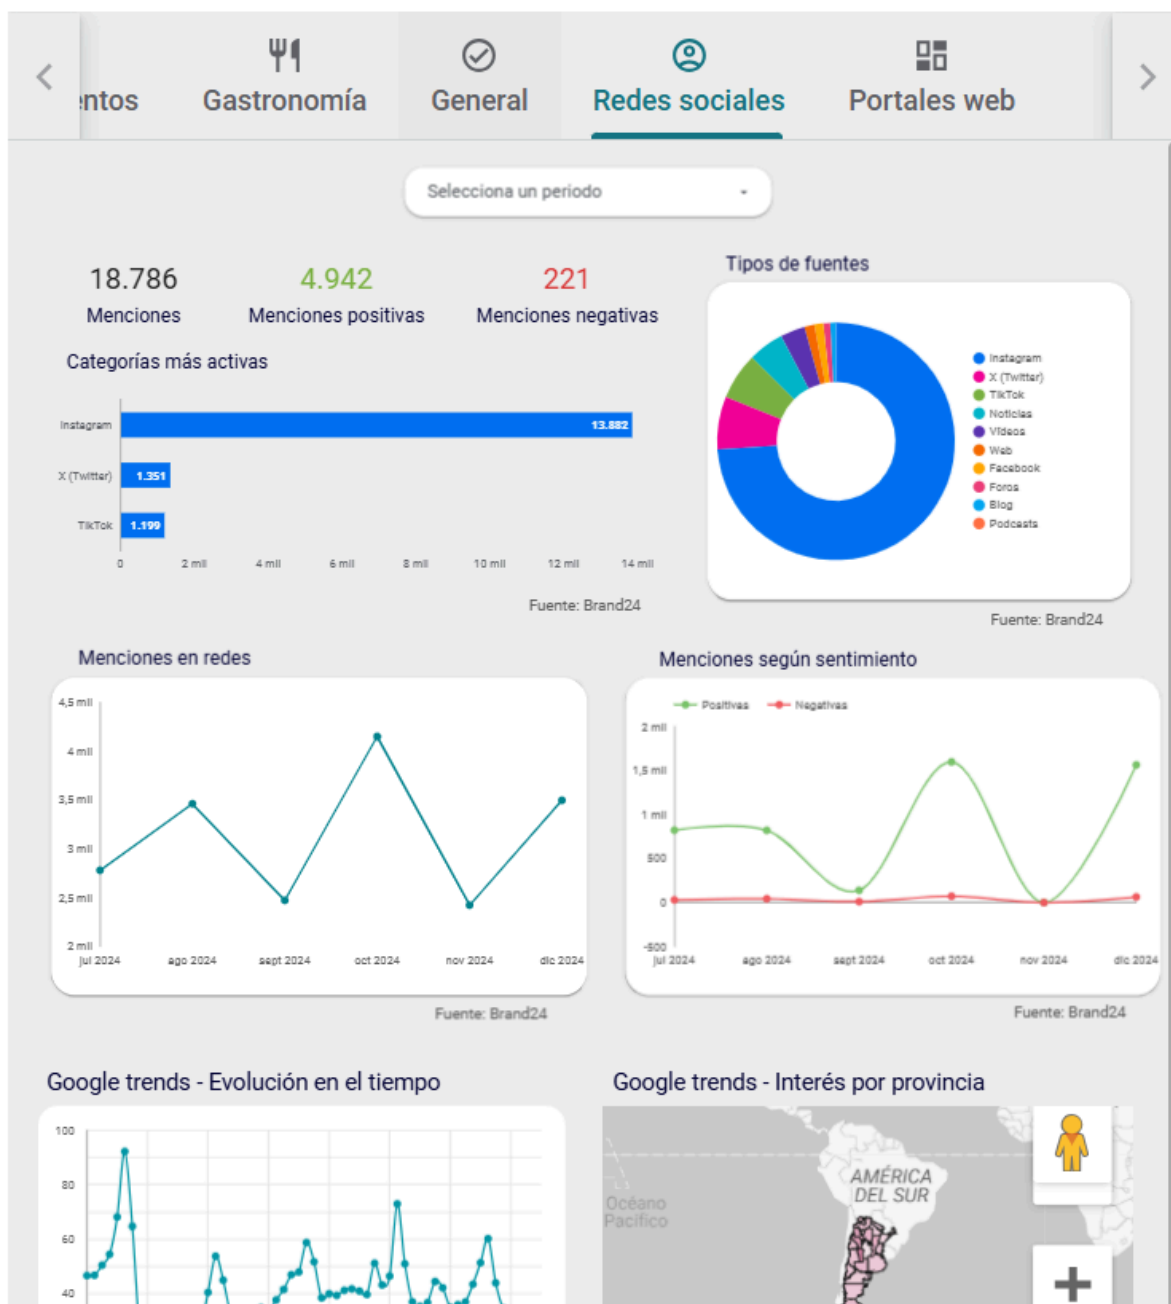 entos
Gastronomía
General
Redes sociales
Portales web
Selecciona un periodo
18.786
Menciones
4.942
Menciones positivas
221
Menciones negativas
Categorías más activas
Instagram
13.882
X (Twitter)
1.351
TikTok
1.199
0 2 mil 4 mil 6 mil 8 mil 10 mil 12 mil 14 mil
Fuente: Brand24
Tipos de fuentes
Instagram
X (Twitter)
TikTok
Noticias
Vídeos
Web
Facebook
Foros
Blog
Podcasts
Fuente: Brand24
Menciones en redes
4,5 mil
4 mil
3,5 mil
3 mil
2,5 mil
2 mil
jul 2024 ago 2024 sept 2024 oct 2024 nov 2024 dic 2024
Fuente: Brand24
Menciones según sentimiento
Positivas Negativas
2 mil
1,5 mil
1 mil
500
0
-500
jul 2024 ago 2024 sept 2024 oct 2024 nov 2024 dic 2024
Fuente: Brand24
Google trends - Evolución en el tiempo
100
80
60
40
Google trends - Interés por provincia
AMÉRICA
DEL SUR
Océano
Pacífico